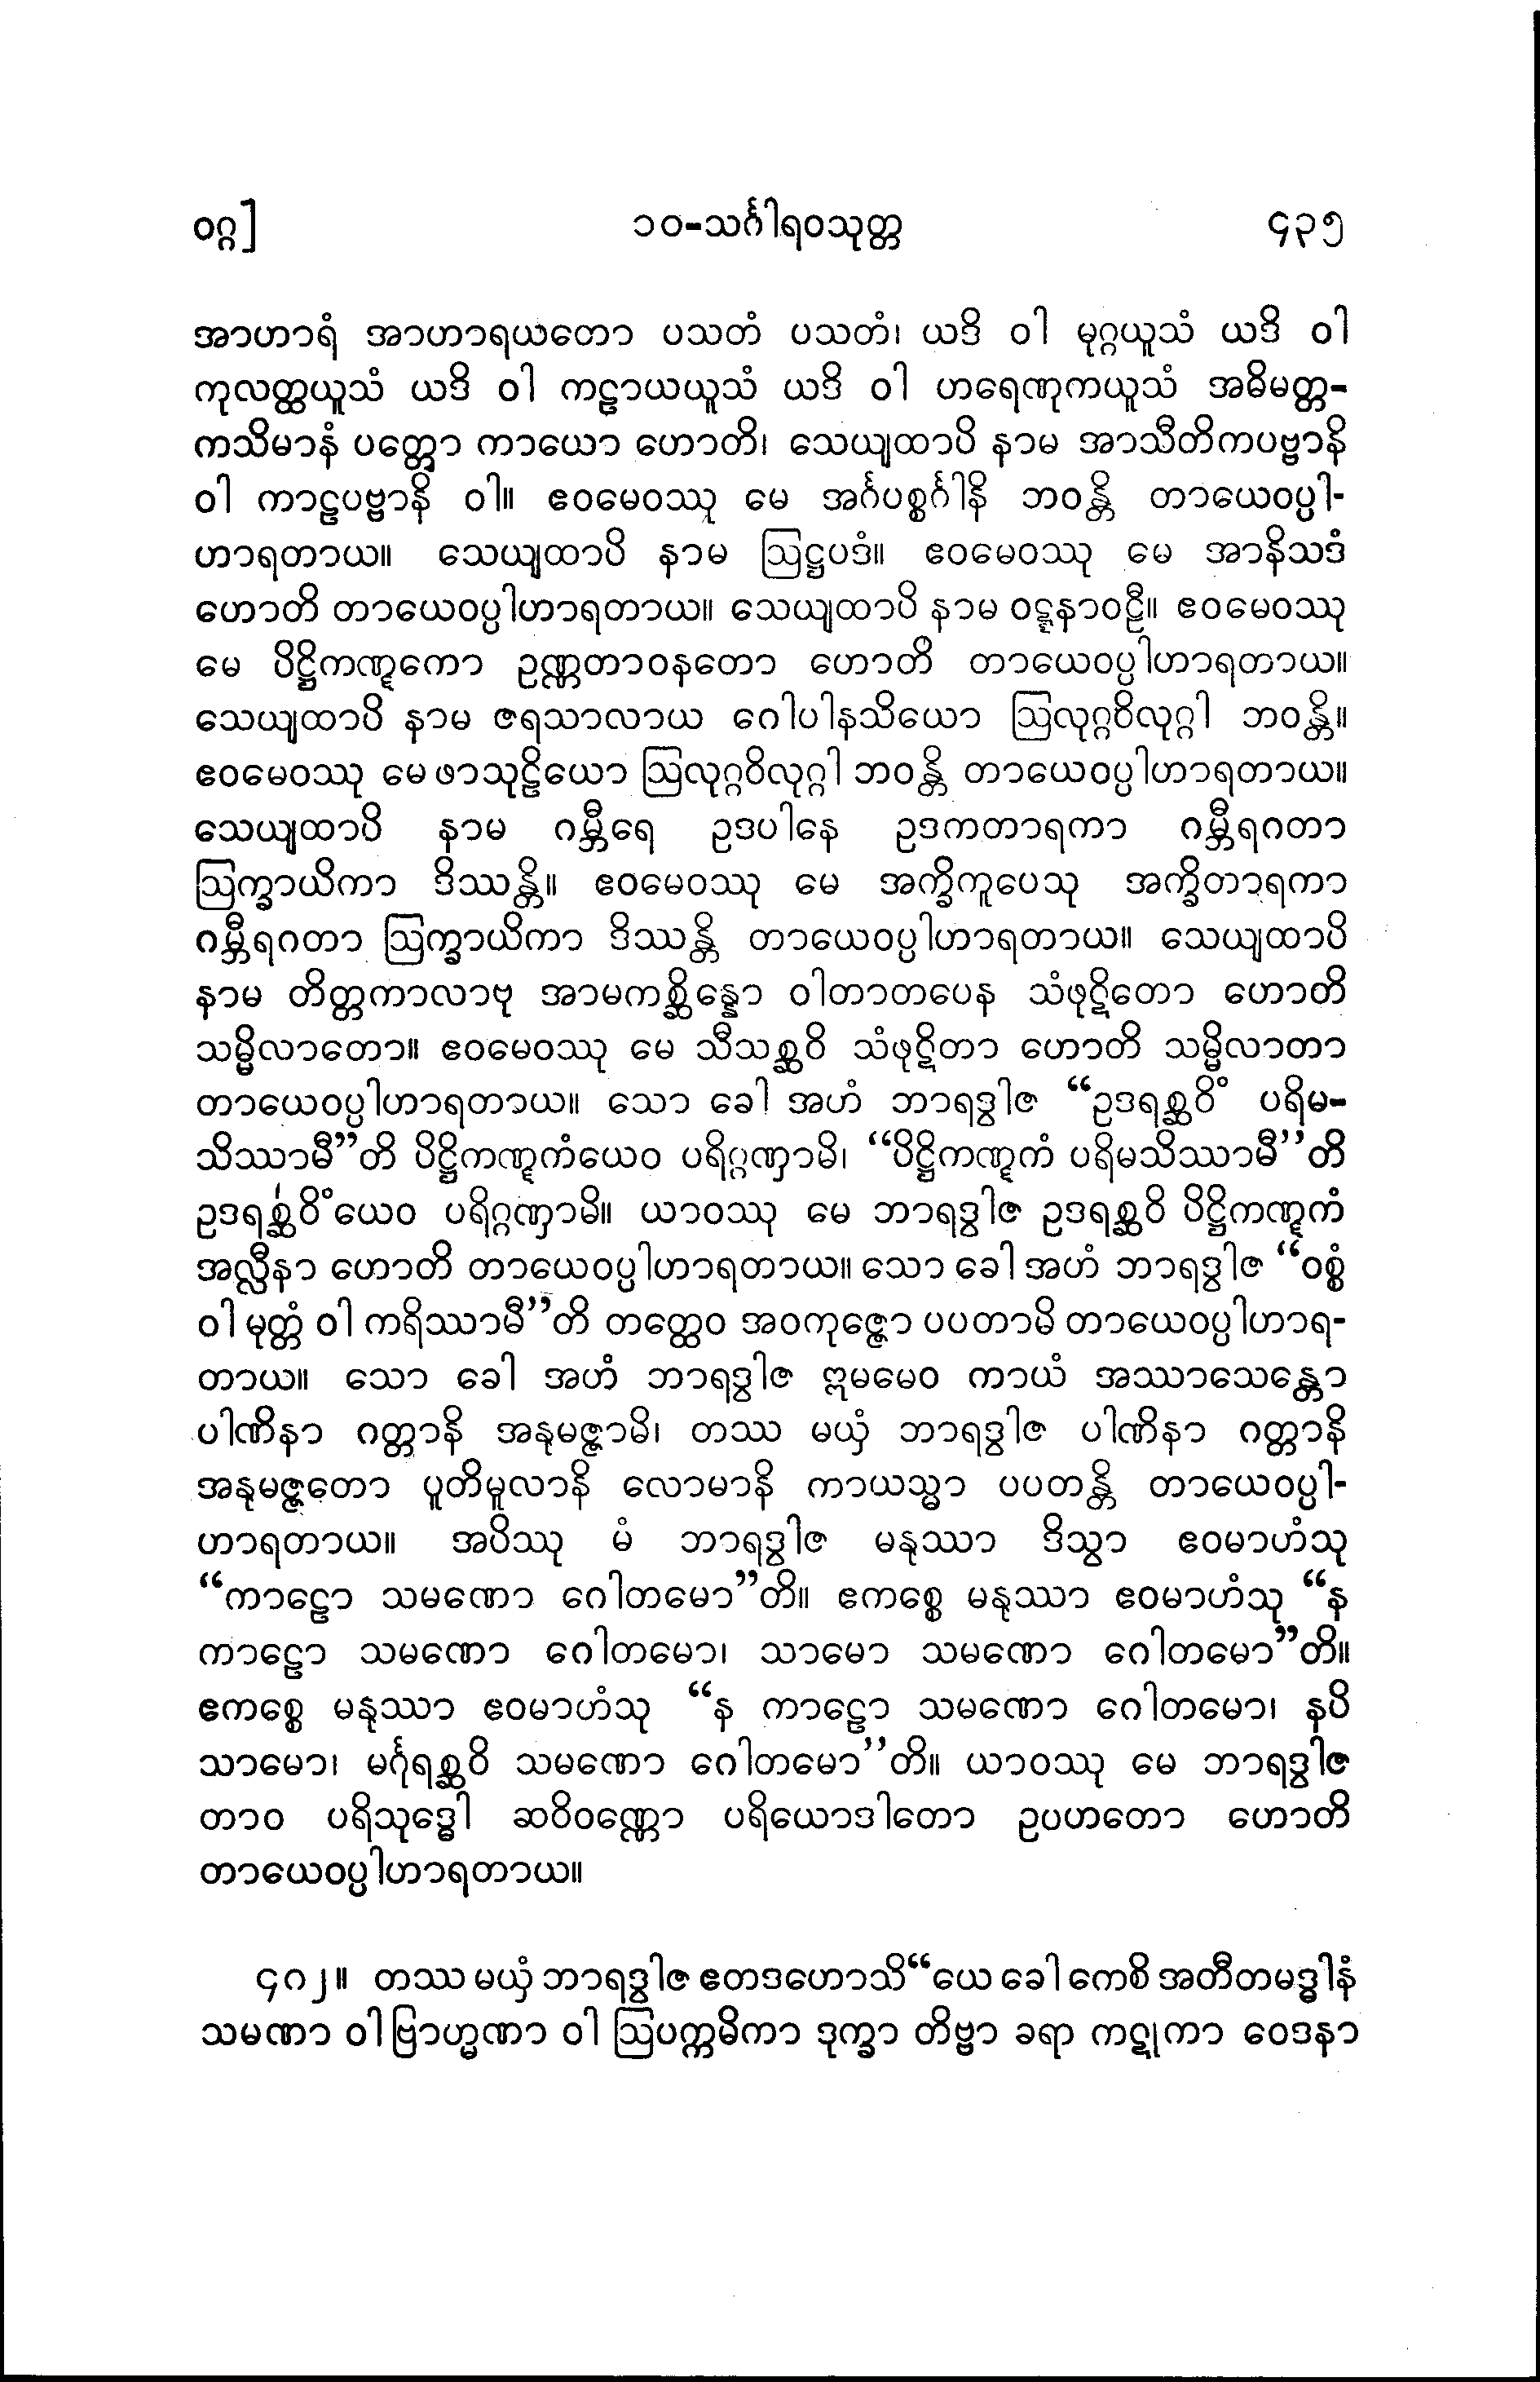 ဝဂ္ဂ] ၁၀-သင်္ဂါရဝသုတ္တ ၄၃၅
အာဟာရံ အာဟာရယတော ပသတံ ပသတံ၊ ယဒိ ဝါ မုဂ္ဂယူသံ ယဒိ ဝါ
ကုလတ္ထယူသံ ယဒိ ဝါ ကဠာယယူသံ ယဒိ ဝါ ဟရေဏုကယူသံ အဓိမတ္တ-
ကသိမာနံ ပတ္တော ကာယော ဟောတိ၊ သေယျထာပိ နာမ အာသီတိကပဗ္ဗာနိ
ဝါ ကာဠပဗ္ဗာနိ ဝါ။ ဧဝမေဝဿု မေ အင်္ဂပစ္စင်္ဂါနိ ဘဝန္တိ တာယေဝပ္ပါ-
ဟာရတာယ။ သေယျထာပိ နာမ ဩဋ္ဌပဒံ။ ဧဝမေဝဿု မေ အာနိသဒံ
ဟောတိ တာယေဝပ္ပါဟာရတာယ။ သေယျထာပိ နာမ ဝဋ္ဋနာဝဠီ။ ဧဝမေဝဿု
မေ ပိဋ္ဌိကဏ္ဋကော ဥဏ္ဏတာဝနတော ဟောတိ တာယေဝပ္ပါဟာရတာယ။
သေယျထာပိ နာမ ဇရသာလာယ ဂေါပါနသိယော ဩလုဂ္ဂဝိလုဂ္ဂါ ဘဝန္တိ။
ဧဝမေဝဿု မေ ဖာသုဠိယော ဩလုဂ္ဂဝိလုဂ္ဂါ ဘဝန္တိ တာယေဝပ္ပါဟာရတာယ။
သေယျထာပိ နာမ ဂမ္ဘီရေ ဥဒပါနေ ဥဒကတာရကာ ဂမ္ဘီရဂတာ
ဩက္ခာယိကာ ဒိဿန္တိ။ ဧဝမေဝဿု မေ အက္ခိကူပေသု အက္ခိတာရကာ
ဂမ္ဘီရဂတာ ဩက္ခာယိကာ ဒိဿန္တိ တာယေဝပ္ပါဟာရတာယ။ သေယျထာပိ
နာမ တိတ္တကာလာဗု အာမကစ္ဆိန္နော ဝါတာတပေန သံဖုဋိတော ဟောတိ
သမ္မိလာတော။ ဧဝမေဝဿု မေ သီသစ္ဆဝိ သံဖုဋိတာ ဟောတိ သမ္မိလာတာ
တာယေဝပ္ပါဟာရတာယ။ သော ခေါ အဟံ ဘာရဒွါဇ “ဥဒရစ္ဆဝိံ ပရိမ-
သိဿာမီ”တိ ပိဋ္ဌိကဏ္ဋကံယေဝ ပရိဂ္ဂဏှာမိ၊ “ပိဋ္ဌိကဏ္ဋကံ ပရိမသိဿာမီ”တိ
ဥဒရစ္ဆဝိံယေဝ ပရိဂ္ဂဏှာမိ။ ယာဝဿု မေ ဘာရဒွါဇ ဥဒရစ္ဆဝိ ပိဋ္ဌိကဏ္ဋကံ
အလ္လီနာ ဟောတိ တာယေဝပ္ပါဟာရတာယ။ သော ခေါ အဟံ ဘာရဒွါဇ “ဝစ္စံ
ဝါ မုတ္တံ ဝါ ကရိဿာမီ”တိ တတ္ထေဝ အဝကုဇ္ဇော ပပတာမိ တာယေဝပ္ပါဟာရ-
တာယ။ သော ခေါ အဟံ ဘာရဒွါဇ ဣမမေဝ ကာယံ အဿာသေန္တော
ပါဏိနာ ဂတ္တာနိ အနုမဇ္ဇာမိ၊ တဿ မယှံ ဘာရဒွါဇ ပါဏိနာ ဂတ္တာနိ
အနုမဇ္ဇတော ပူတိမူလာနိ လောမာနိ ကာယသ္မာ ပပတန္တိ တာယေဝပ္ပါ-
ဟာရတာယ။ အပိဿု မံ ဘာရဒွါဇ မနုဿာ ဒိသွာ ဧဝမာဟံသု
“ကာဠော သမဏော ဂေါတမော”တိ။ ဧကစ္စေ မနုဿာ ဧဝမာဟံသု “န
ကာဠော သမဏော ဂေါတမော၊ သာမော သမဏော ဂေါတမော”တိ။
ဧကစ္စေ မနုဿာ ဧဝမာဟံသု “န ကာဠော သမဏော ဂေါတမော၊ နပိ
သာမော၊ မင်္ဂုရစ္ဆဝိ သမဏော ဂေါတမော”တိ။ ယာဝဿု မေ ဘာရဒွါဇ
တာဝ ပရိသုဒ္ဓေါ ဆဝိဝဏ္ဏော ပရိယောဒါတော ဥပဟတော ဟောတိ
တာယေဝပ္ပါဟာရတာယ။
၄၈၂။ တဿ မယှံ ဘာရဒွါဇ ဧတဒဟောသိ“ယေ ခေါ ကေစိ အတီတမဒ္ဓါနံ
သမဏာ ဝါ ဗြာဟ္မဏာ ဝါ ဩပက္ကမိကာ ဒုက္ခာ တိဗ္ဗာ ခရာ ကဋုကာ ဝေဒနာ